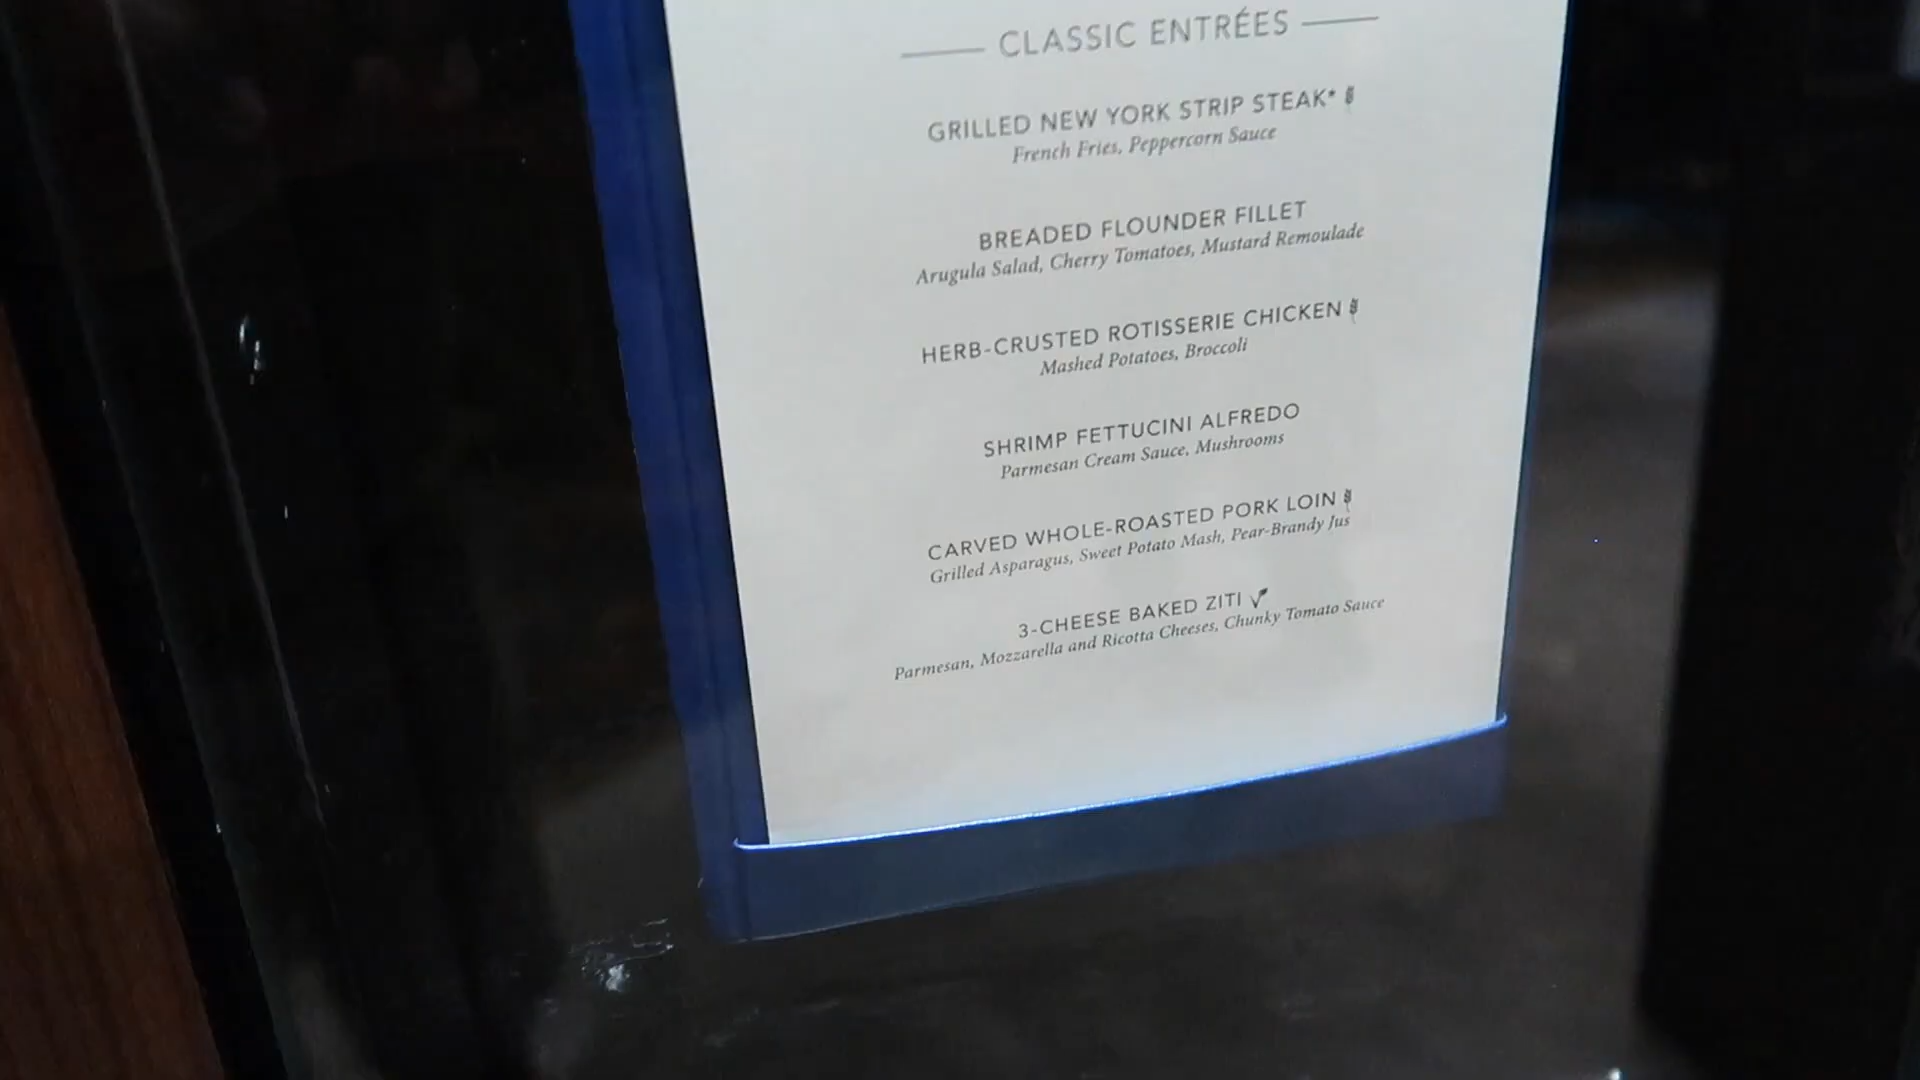 CLASSIC ENTRÉES
GRILLED NEW YORK STRIP STEAK*
French Fries, Peppercorn Sauce
BREADED FLOUNDER FILLET
Arugula Salad, Cherry Tomatoes, Mustard Remoulade
HERB-CRUSTED ROTISSERIE CHICKEN
Mashed Potatoes, Broccoli
SHRIMP FETTUCINI ALFREDO
Parmesan Cream Sauce, Mushrooms
CARVED WHOLE-ROASTED PORK LOIN
Grilled Asparagus, Sweet Potato Mash, Pear-Brandy Jus
3-CHEESE BAKED ZITI
Parmesan, Mozzarella and Ricotta Cheeses, Chunky Tomato Sauce